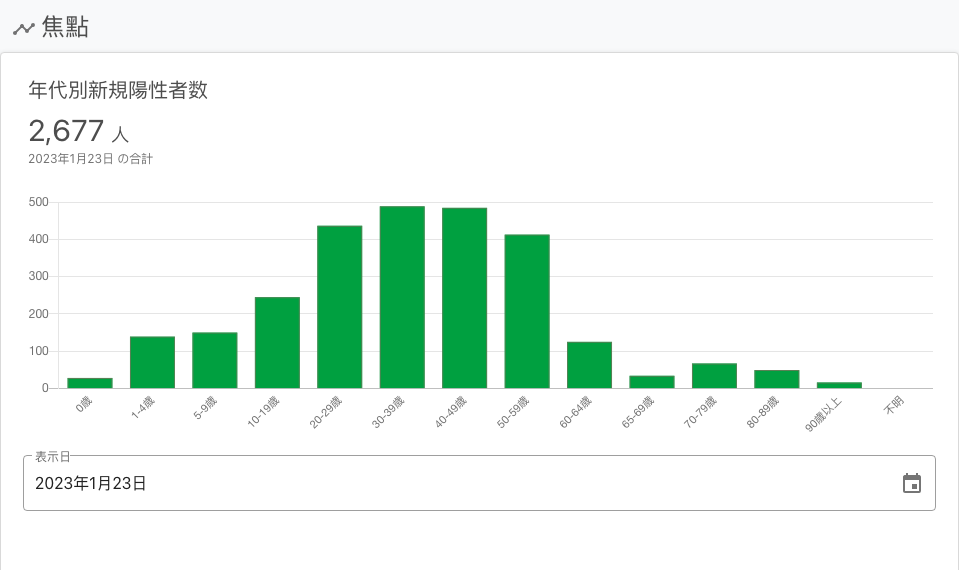 焦點
年代別新規陽性者数
2,677 人
2023年1月23日 の合計
500
400
300
200
100
0
0歳
1-4歳
5-9歳
10-19歳
20-29歳
30-39歳
40-49歳
50-59歳
60-64歳
65-69歳
70-79歳
80-89歳
90歳以上
不明
表示日
2023年1月23日